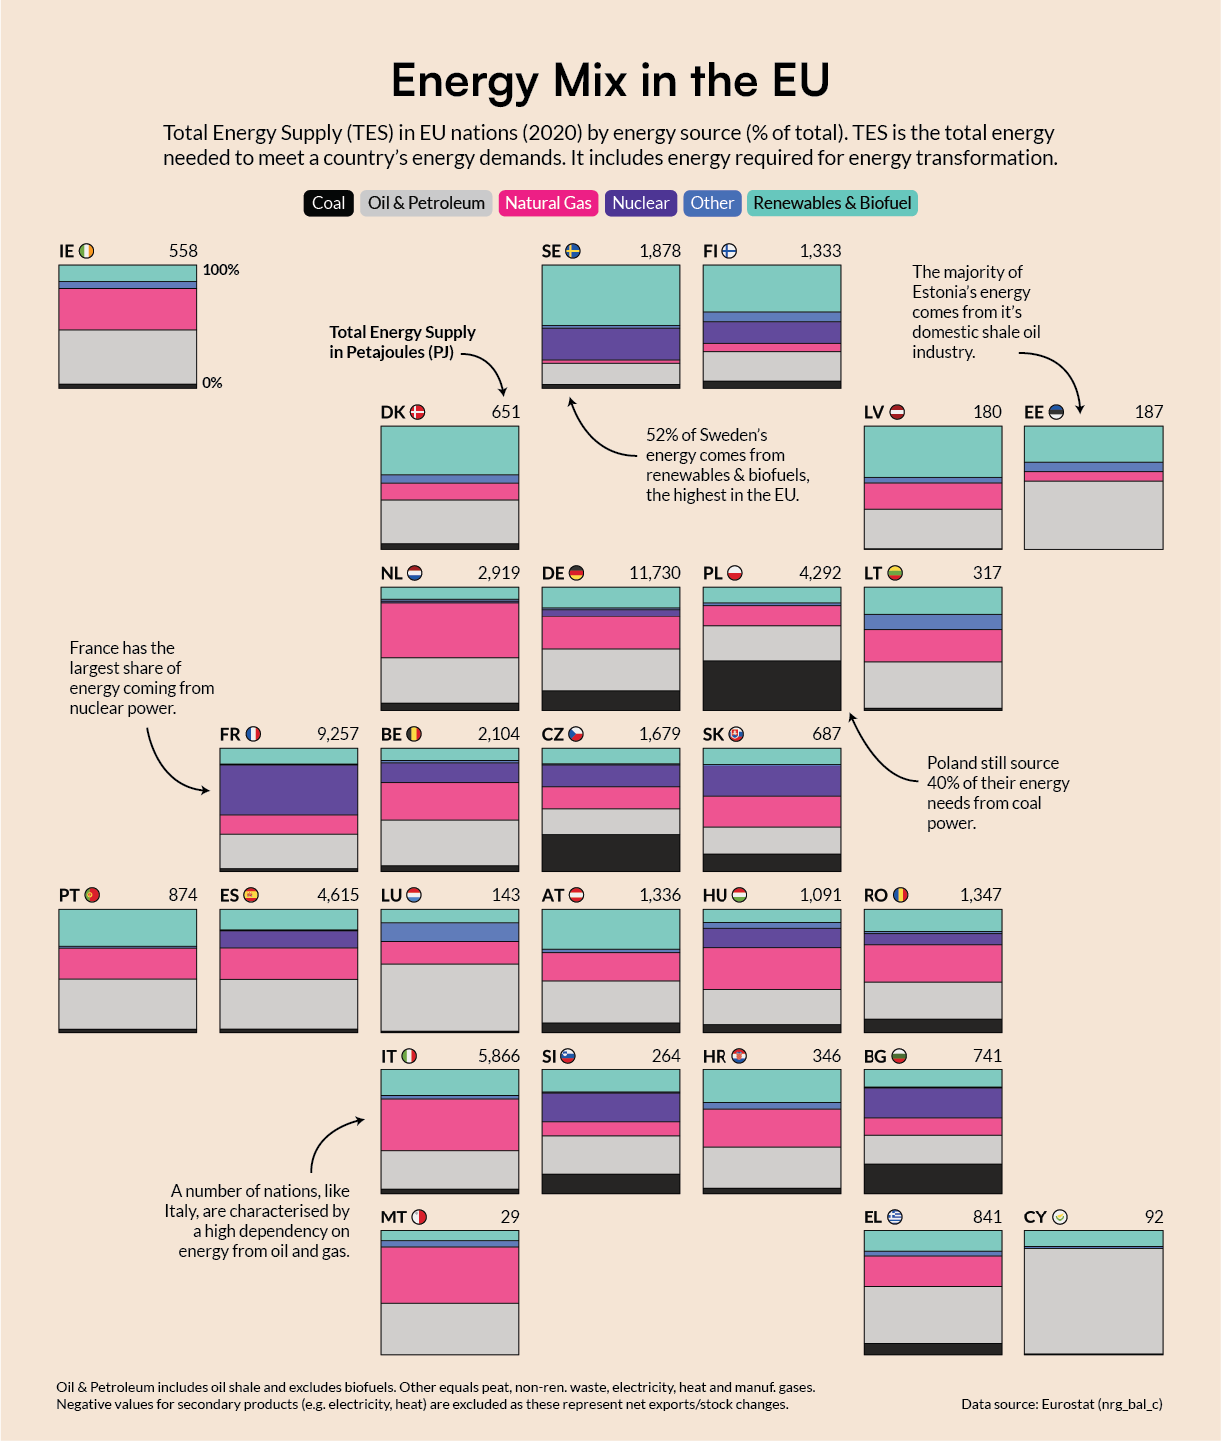 Energy Mix in the EU
Total Energy Supply (TES) in EU nations (2020) by energy source (% of total). TES is the total energy
needed to meet a country’s energy demands. It includes energy required for energy transformation.
Coal Oil & Petroleum Natural Gas Nuclear Other Renewables & Biofuel
IE 558
100%
0%
SE 1,878
FI 1,333
The majority of
Estonia’s energy
comes from it’s
domestic shale oil
industry.
Total Energy Supply
in Petajoules (PJ)
DK 651
52% of Sweden’s
energy comes from
renewables & biofuels,
the highest in the EU.
LV 180
EE 187
NL 2,919
DE 11,730
PL 4,292
LT 317
France has the
largest share of
energy coming from
nuclear power.
FR 9,257
BE 2,104
CZ 1,679
SK 687
Poland still source
40% of their energy
needs from coal
power.
PT 874
ES 4,615
LU 143
AT 1,336
HU 1,091
RO 1,347
IT 5,866
SI 264
HR 346
BG 741
A number of nations, like
Italy, are characterised by
a high dependency on
energy from oil and gas.
MT 29
EL 841
CY 92
Oil & Petroleum includes oil shale and excludes biofuels. Other equals peat, non-ren. waste, electricity, heat and manuf. gases.
Negative values for secondary products (e.g. electricity, heat) are excluded as these represent net exports/stock changes.
Data source: Eurostat (nrg_bal_c)